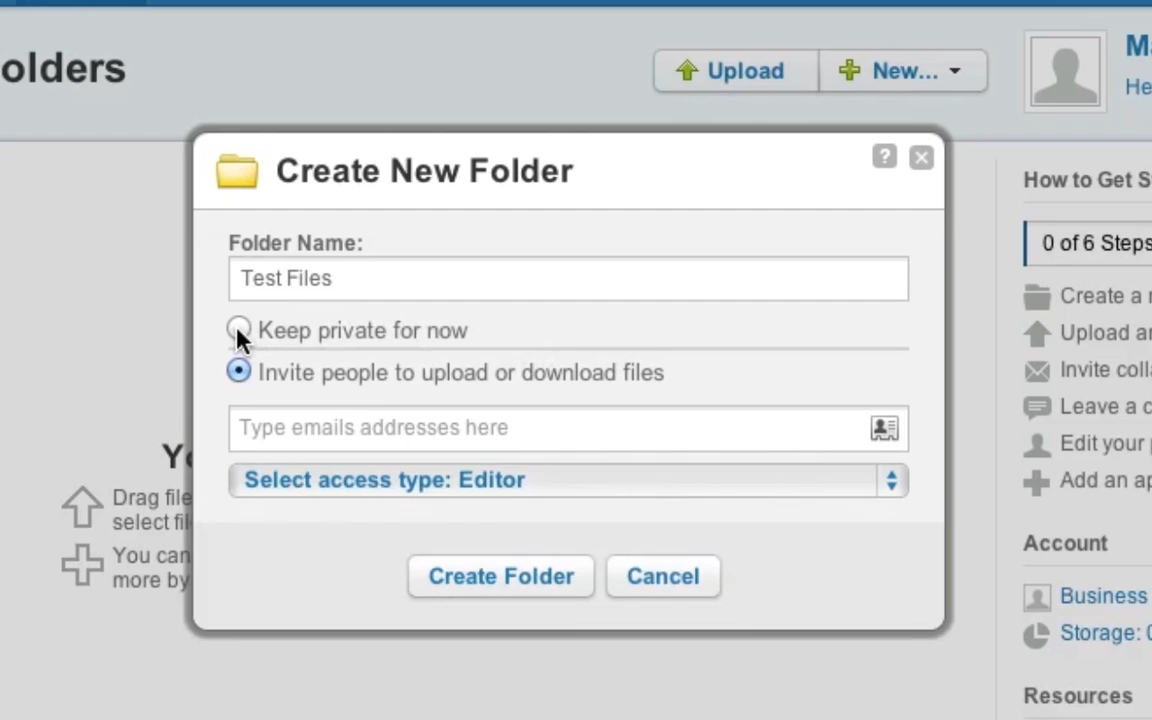 olders
Upload
New...
He
Create New Folder
?
Folder Name:
Test Files
Keep private for now
Invite people to upload or download files
Type emails addresses here
Select access type: Editor
Create Folder
Cancel
Drag file
select fil
You can
more by
How to Get S
0 of 6 Steps
Create a
Upload
Invite coll
Leave a
Edit your
Add an
Account
Business
Storage:
Resources